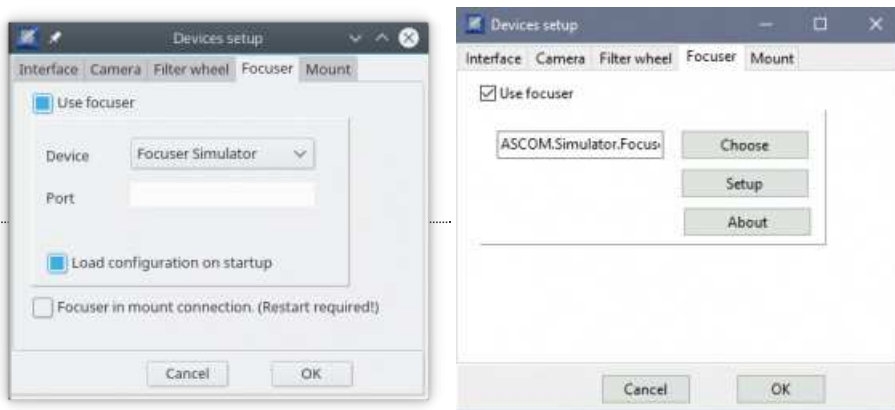 Devices setup
Interface Camera Filter wheel Focuser Mount
Use focuser
Device Focuser Simulator
Port
Load configuration on startup
Focuser in mount connection. (Restart required!)
Cancel OK
Devices setup
Interface Camera Filter wheel Focuser Mount
Use focuser
ASCOM.Simulator.Focus Choose
Setup
About
Cancel OK